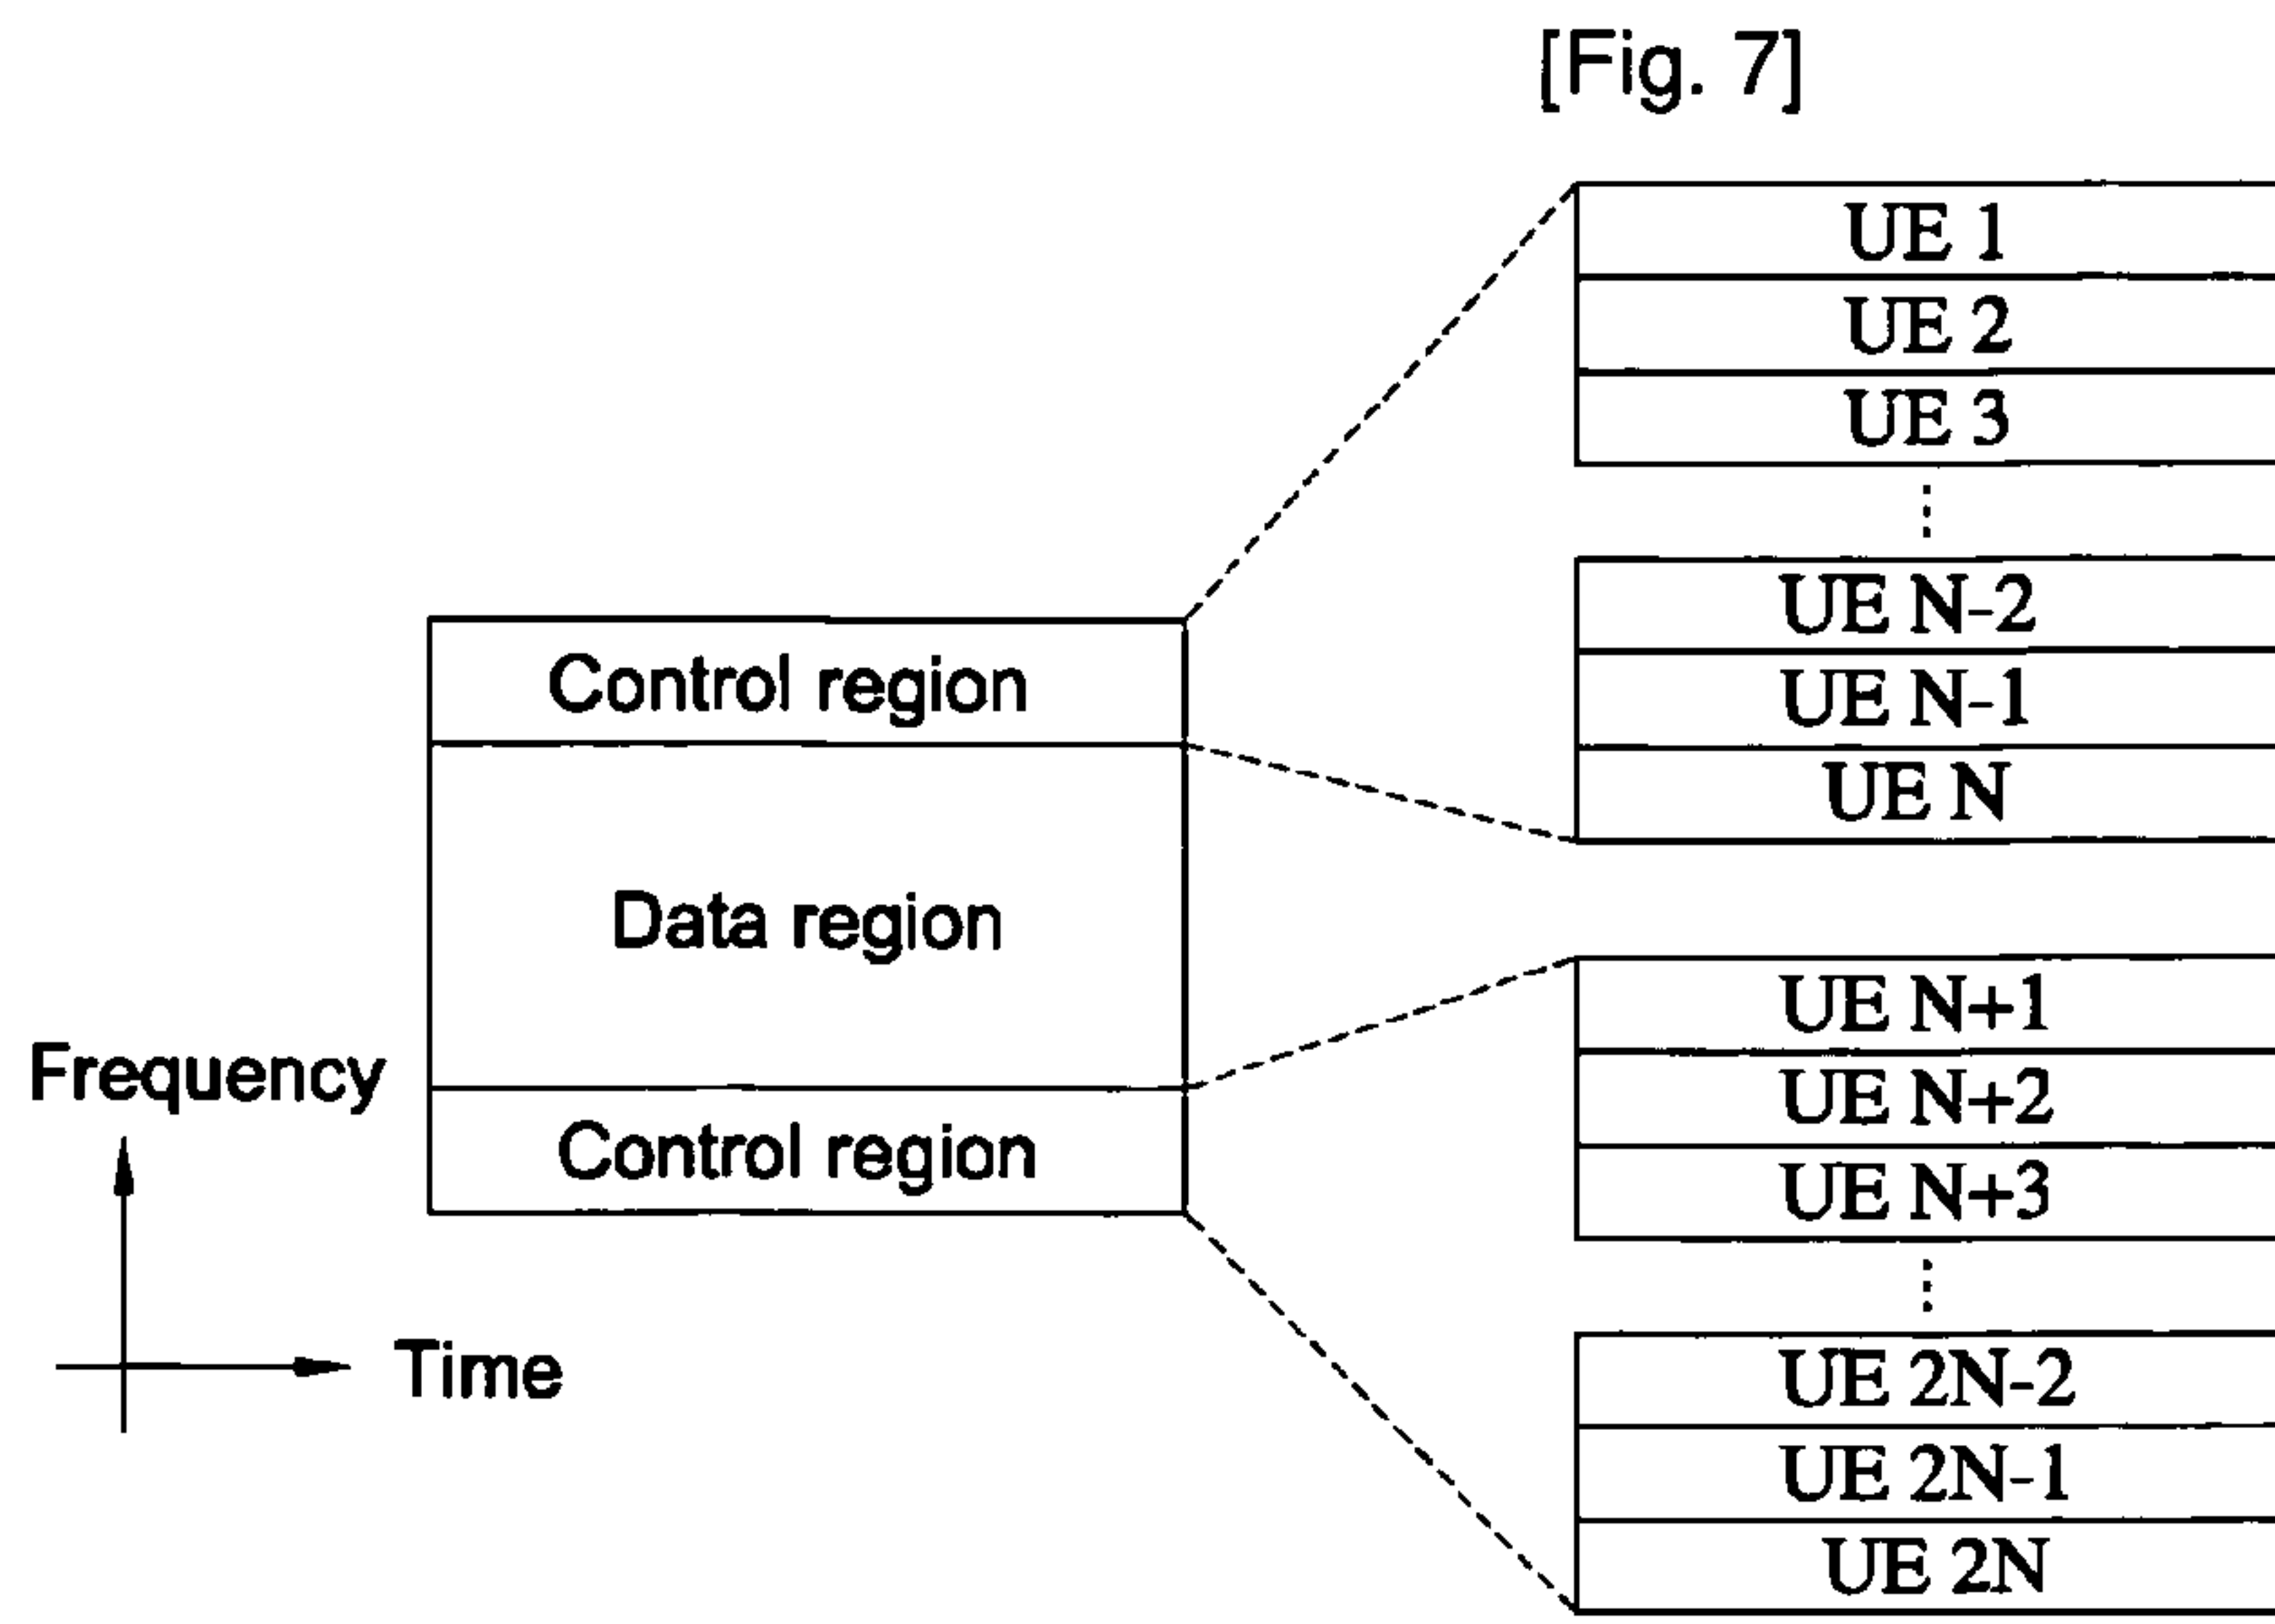 [Fig. 7]
UE 1
UE 2
UE 3
UE N-2
UE N-1
UE N
Control region
Data region
Control region
UE N+1
UE N+2
UE N+3
UE 2N-2
UE 2N-1
UE 2N
Frequency
Time